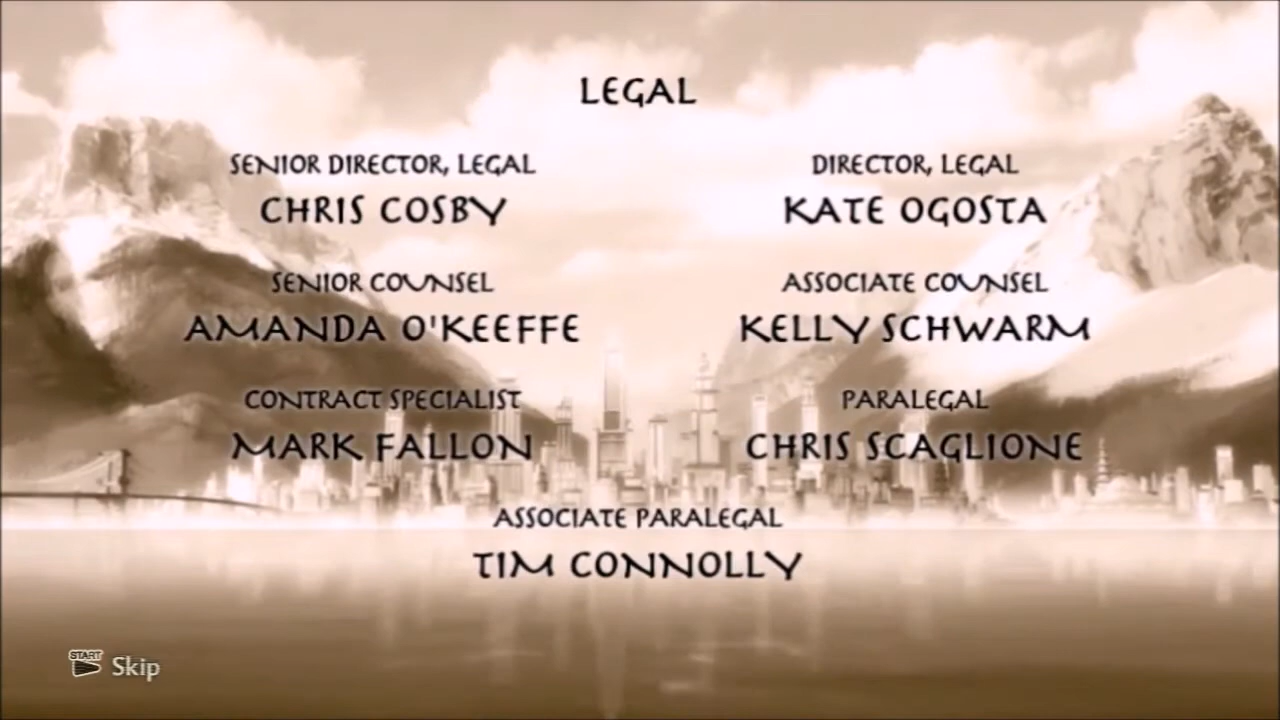 LEGAL
SENIOR DIRECTOR, LEGAL
CHRIS COSBY
DIRECTOR, LEGAL
KATE OGOSTA
SENIOR COUNSEL
AMANDA O'KEEFFE
ASSOCIATE COUNSEL
KELLY SCHWARM
CONTRACT SPECIALIST
MARK FALLON
PARALEGAL
CHRIS SCAGLIONE
ASSOCIATE PARALEGAL
TIM CONNOLLY
START Skip